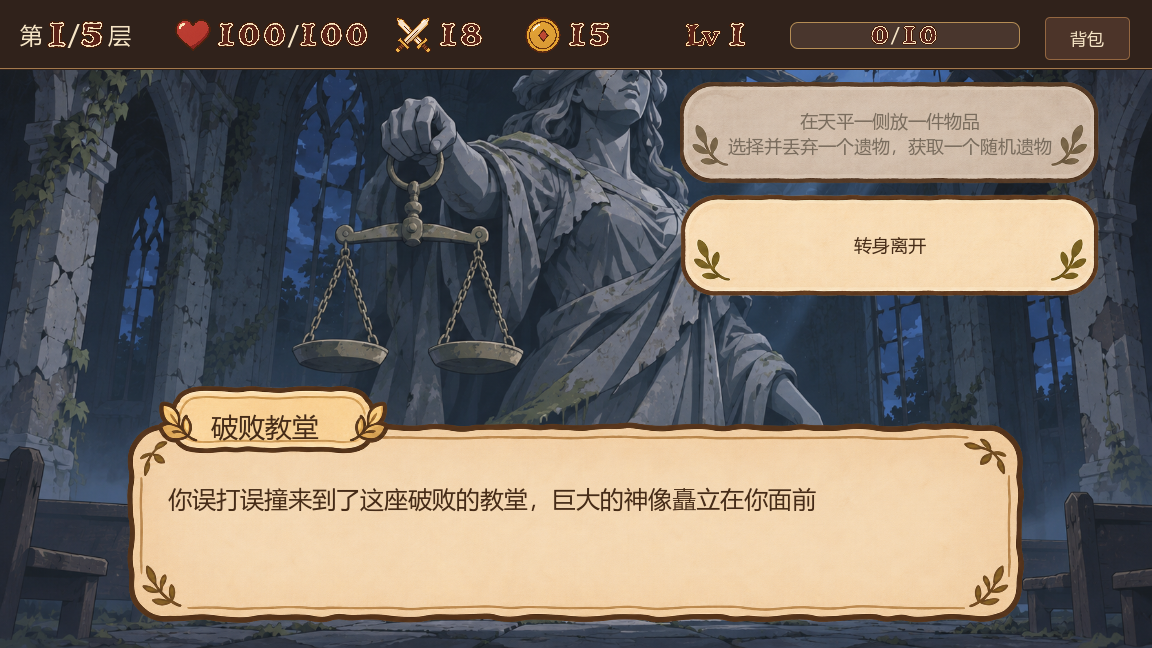 第1/5层
100/100
18
15
Lv 1
0/10
背包
在天平一侧放一件物品
选择并丢弃一个遗物，获取一个随机遗物
转身离开
破败教堂
你误打误撞来到了这座破败的教堂，巨大的神像矗立在你面前